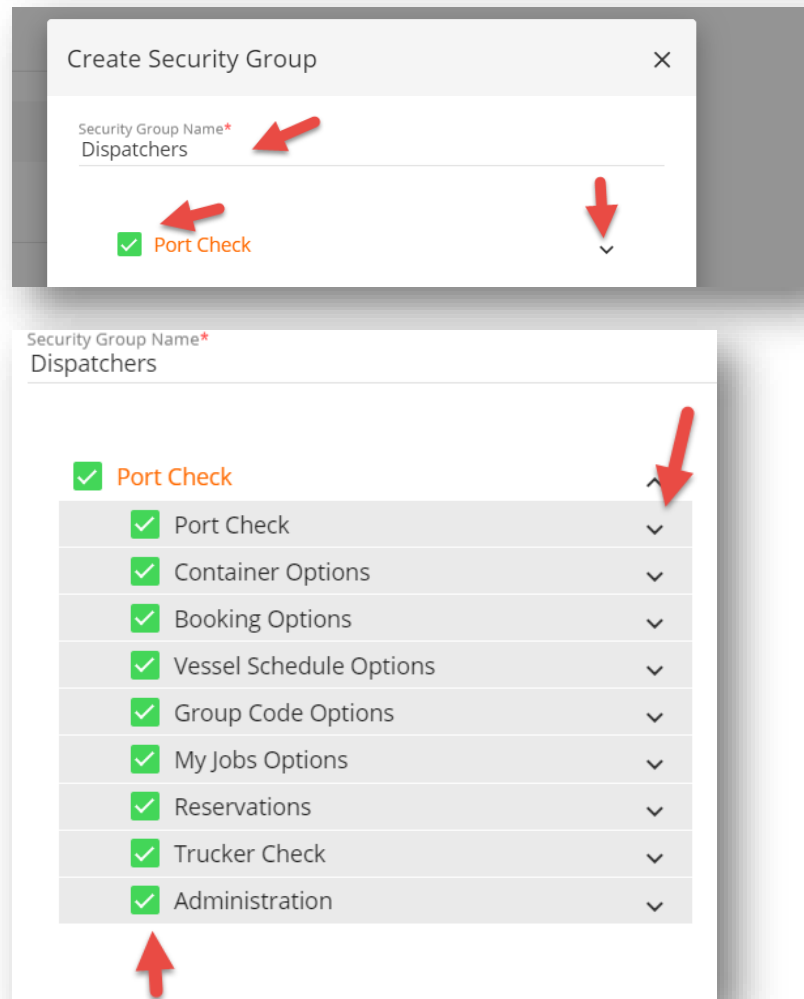 Create Security Group
Security Group Name*
Dispatchers
Port Check
Security Group Name*
Dispatchers
Port Check
Port Check
Container Options
Booking Options
Vessel Schedule Options
Group Code Options
My Jobs Options
Reservations
Trucker Check
Administration